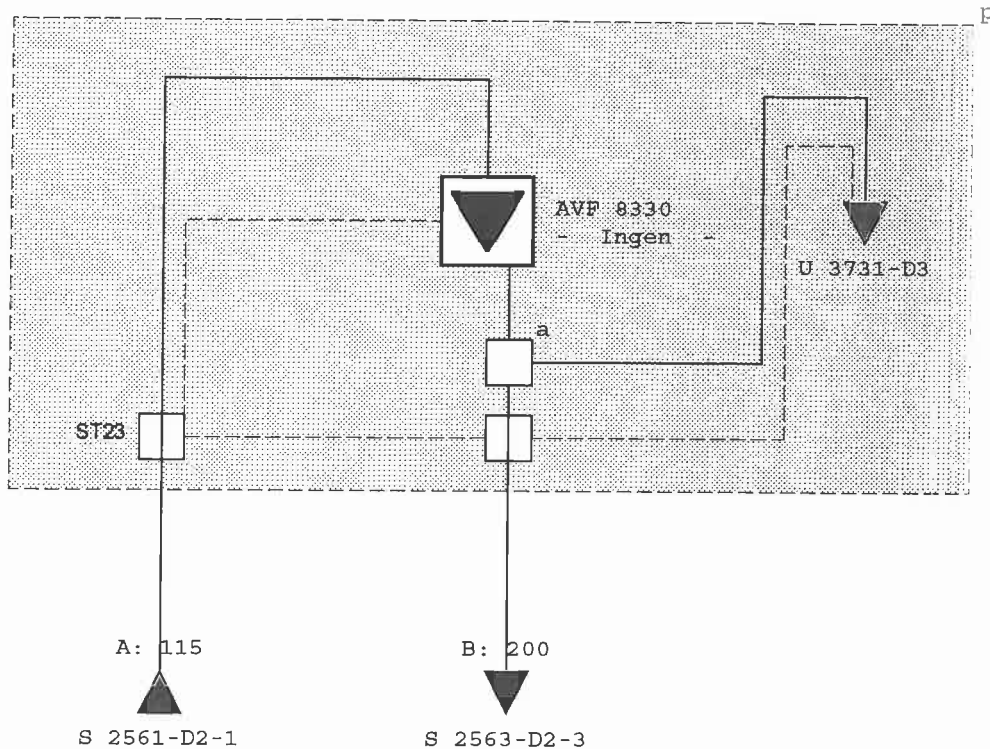 p
AVF 8330
- Ingen -
U 3731-D3
a
ST23
A: 115
B: 200
S 2561-D2-1
S 2563-D2-3